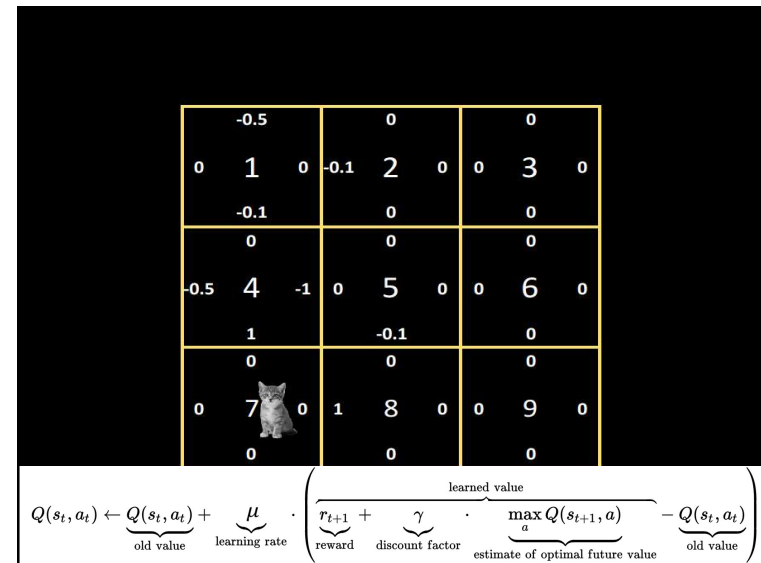 -0.5 0 0
0 1 0 -0.1 2 0 0 3 0
-0.1 0 0
0 0 0
-0.5 4 -1 0 5 0 0 6 0
1 -0.1 0
0 0 0
0 7 0 1 8 0 0 9 0
0 0 0
learned value
Q(s_t, a_t) ← Q(s_t, a_t) + μ · ( r_{t+1} + γ · max_a Q(s_{t+1}, a) − Q(s_t, a_t) )
old value learning rate reward discount factor estimate of optimal future value old value